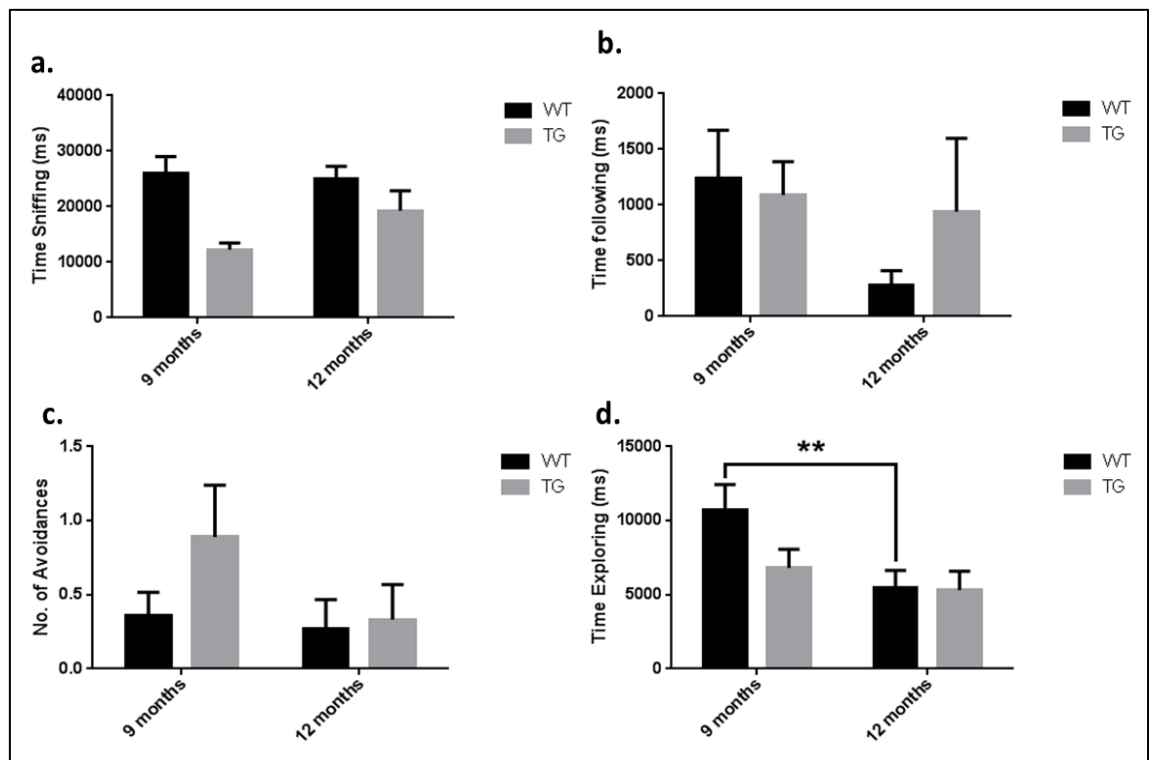 a.
Time Sniffing (ms)
40000
30000
20000
10000
0
9 months
12 months
WT
TG
b.
Time following (ms)
2000
1500
1000
500
0
9 months
12 months
WT
TG
c.
No. of Avoidances
1.5
1.0
0.5
0.0
9 months
12 months
WT
TG
d.
Time Exploring (ms)
15000
10000
5000
0
**
9 months
12 months
WT
TG